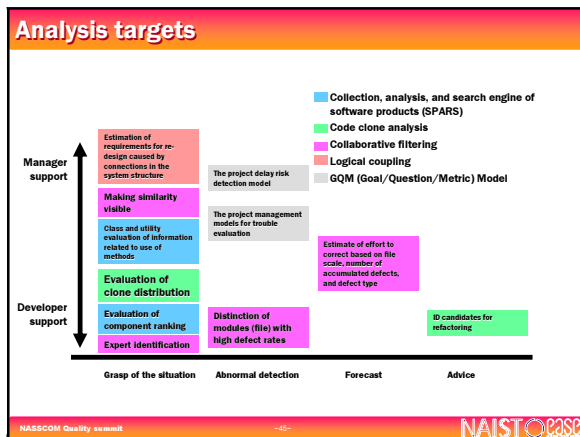 Analysis targets
Collection, analysis, and search engine of
software products (SPARS)
Code clone analysis
Collaborative filtering
Logical coupling
GQM (Goal/Question/Metric) Model
Manager
support
Developer
support
Estimation of
requirements for re-
design caused by
connections in the
system structure
Making similarity
visible
Class and utility
evaluation of information
related to use of
methods
Evaluation of
clone distribution
Evaluation of
component ranking
Expert identification
The project delay risk
detection model
The project management
models for trouble
evaluation
Distinction of
modules (file) with
high defect rates
Estimate of effort to
correct based on file
scale, number of
accumulated defects,
and defect type
ID candidates for
refactoring
Grasp of the situation
Abnormal detection
Forecast
Advice
NASSCOM Quality summit
-45-
NAIST
ease